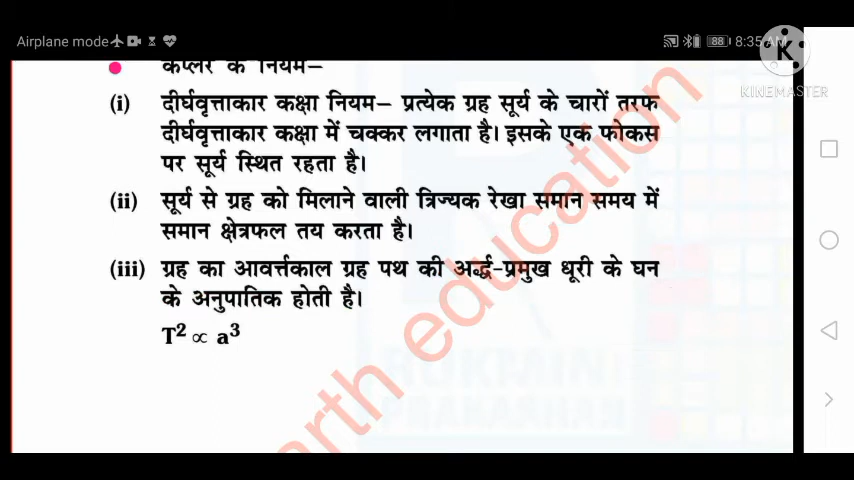 Airplane mode 88 8:35 AM
K
KINEMASTER
केप्लर के नियम–
(i) दीर्घवृत्ताकार कक्षा नियम– प्रत्येक ग्रह सूर्य के चारों तरफ
दीर्घवृत्ताकार कक्षा में चक्कर लगाता है। इसके एक फोकस
पर सूर्य स्थित रहता है।
(ii) सूर्य से ग्रह को मिलाने वाली त्रिज्यक रेखा समान समय में
समान क्षेत्रफल तय करता है।
(iii) ग्रह का आवर्त्तकाल ग्रह पथ की अर्द्ध-प्रमुख धूरी के घन
के अनुपातिक होती है।
T² ∝ a³
arth education
RUKMINI
PRAKASHAN